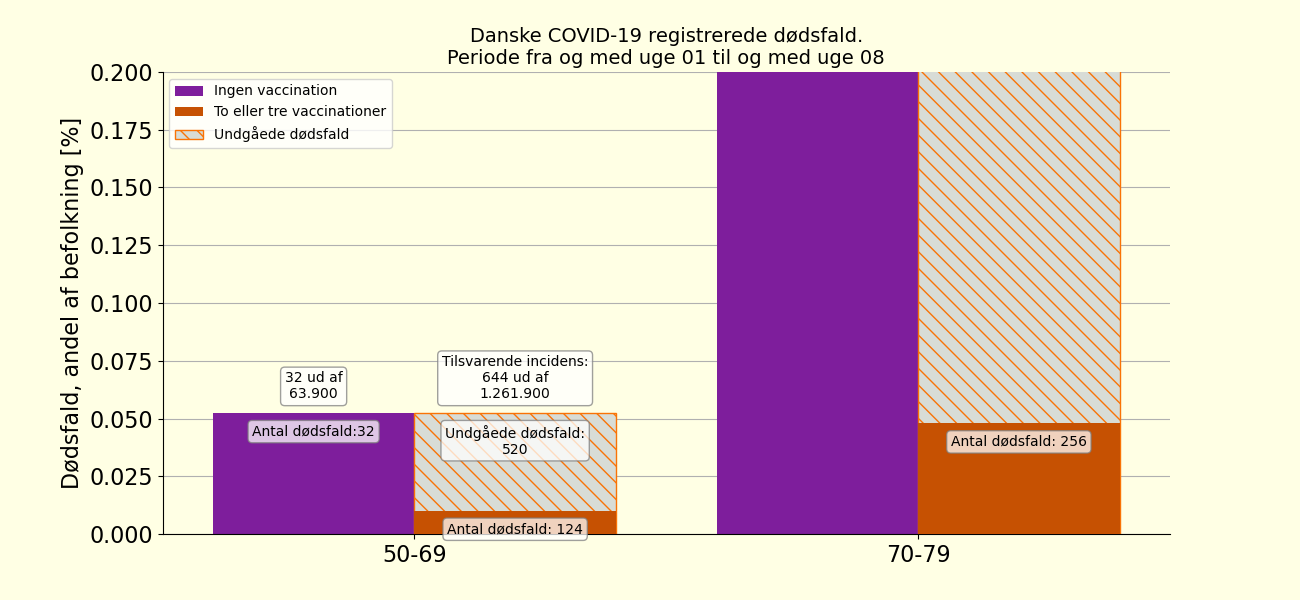 Danske COVID-19 registrerede dødsfald.
Periode fra og med uge 01 til og med uge 08
Dødsfald, andel af befolkning [%]
0.200
0.175
0.150
0.125
0.100
0.075
0.050
0.025
0.000
Ingen vaccination
To eller tre vaccinationer
Undgåede dødsfald
32 ud af
63.900
Antal dødsfald:32
Tilsvarende incidens:
644 ud af
1.261.900
Undgåede dødsfald:
520
Antal dødsfald: 124
Antal dødsfald: 256
50-69
70-79